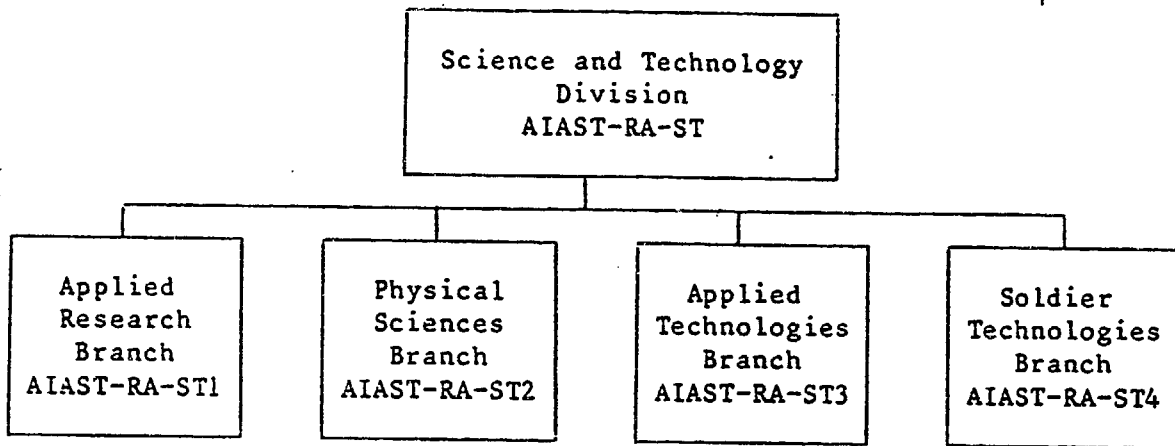 Science and Technology
Division
AIAST-RA-ST
Applied
Research
Branch
AIAST-RA-ST1
Physical
Sciences
Branch
AIAST-RA-ST2
Applied
Technologies
Branch
AIAST-RA-ST3
Soldier
Technologies
Branch
AIAST-RA-ST4